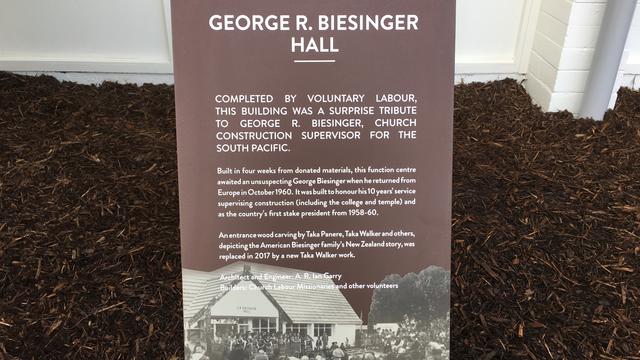 GEORGE R. BIESINGER
HALL
COMPLETED BY VOLUNTARY LABOUR,
THIS BUILDING WAS A SURPRISE TRIBUTE
TO GEORGE R. BIESINGER, CHURCH
CONSTRUCTION SUPERVISOR FOR THE
SOUTH PACIFIC.
Built in four weeks from donated materials, this function centre
awaited an unsuspecting George Biesinger when he returned from
Europe in October 1960. It was built to honour his 10 years' service
supervising construction (including the college and temple) and
as the country's first stake president from 1958-60.
An entrance wood carving by Taka Panere, Taka Walker and others,
depicting the American Biesinger family's New Zealand story, was
replaced in 2017 by a new Taka Walker work.
Architect and Engineer: A. R. Ian Garry
Builders: Church Labour Missionaries and other volunteers
G.R. BIESINGER
HALL